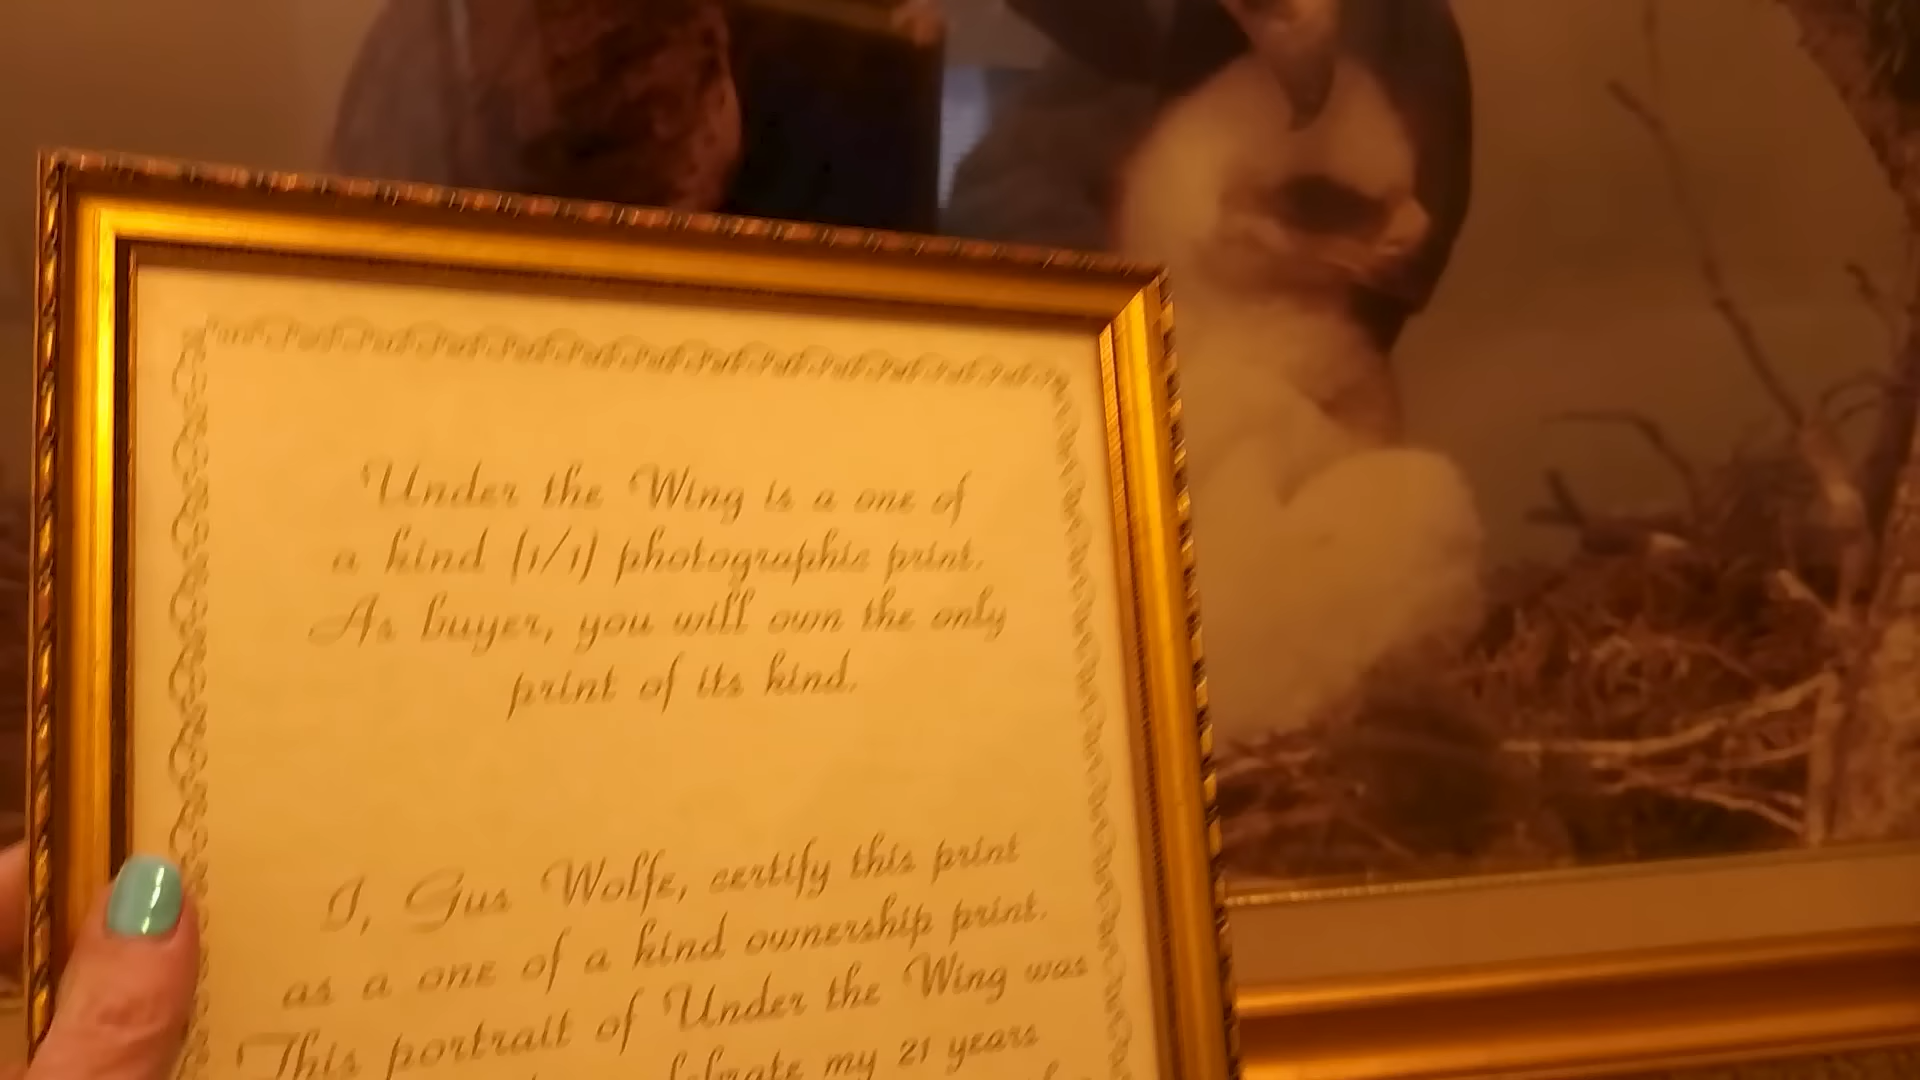 Under the Wing is a one of
a kind (1/1) photographic print.
As buyer, you will own the only
print of its kind.
I, Gus Wolfe, certify this print
as a one of a kind ownership print.
This portrait of Under the Wing was
my 21 years